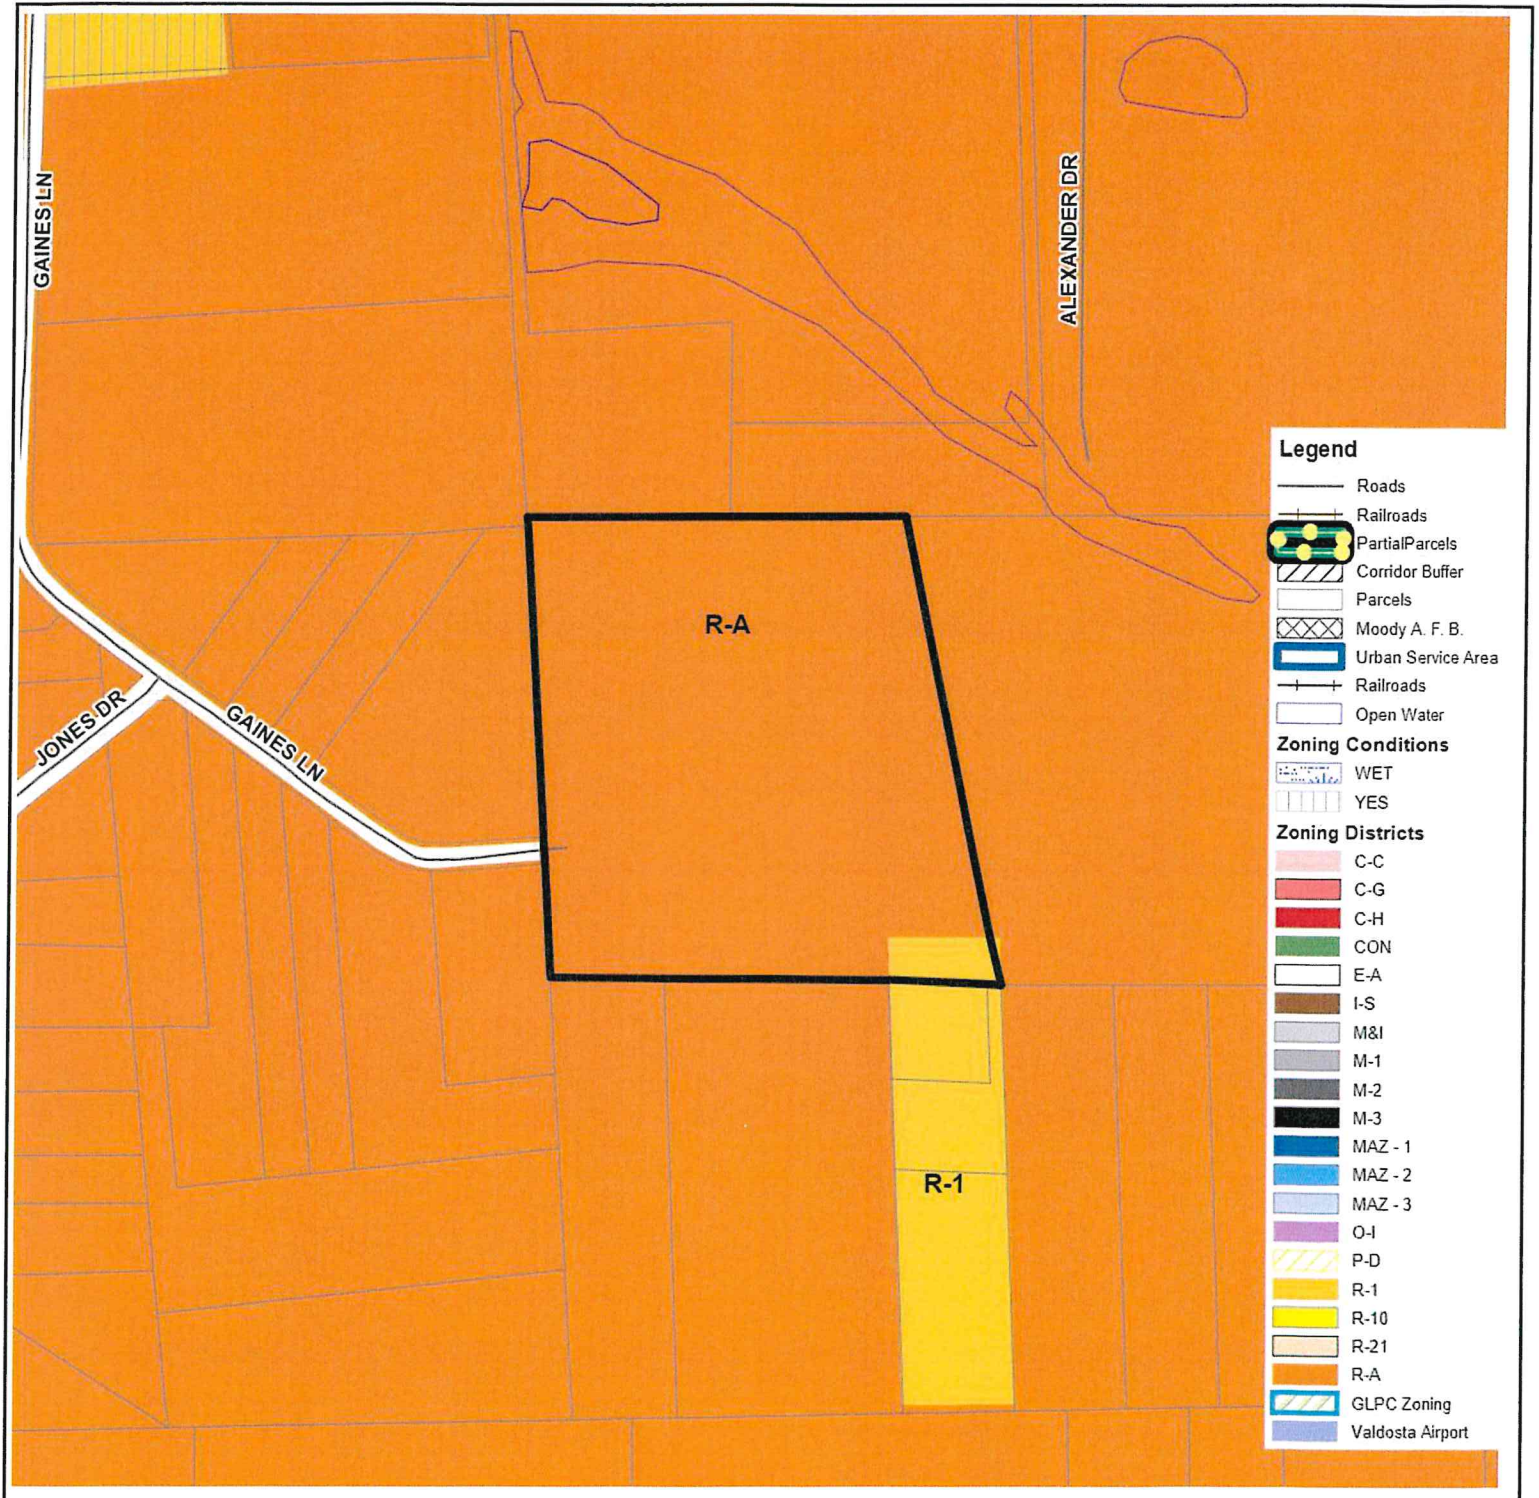 GAINES LN
ALEXANDER DR
R-A
JONES DR
GAINES LN
R-1
Legend
Roads
Railroads
PartialParcels
Corridor Buffer
Parcels
Moody A. F. B.
Urban Service Area
Railroads
Open Water
Zoning Conditions
WET
YES
Zoning Districts
C-C
C-G
C-H
CON
E-A
I-S
M&I
M-1
M-2
M-3
MAZ - 1
MAZ - 2
MAZ - 3
O-I
P-D
R-1
R-10
R-21
R-A
GLPC Zoning
Valdosta Airport